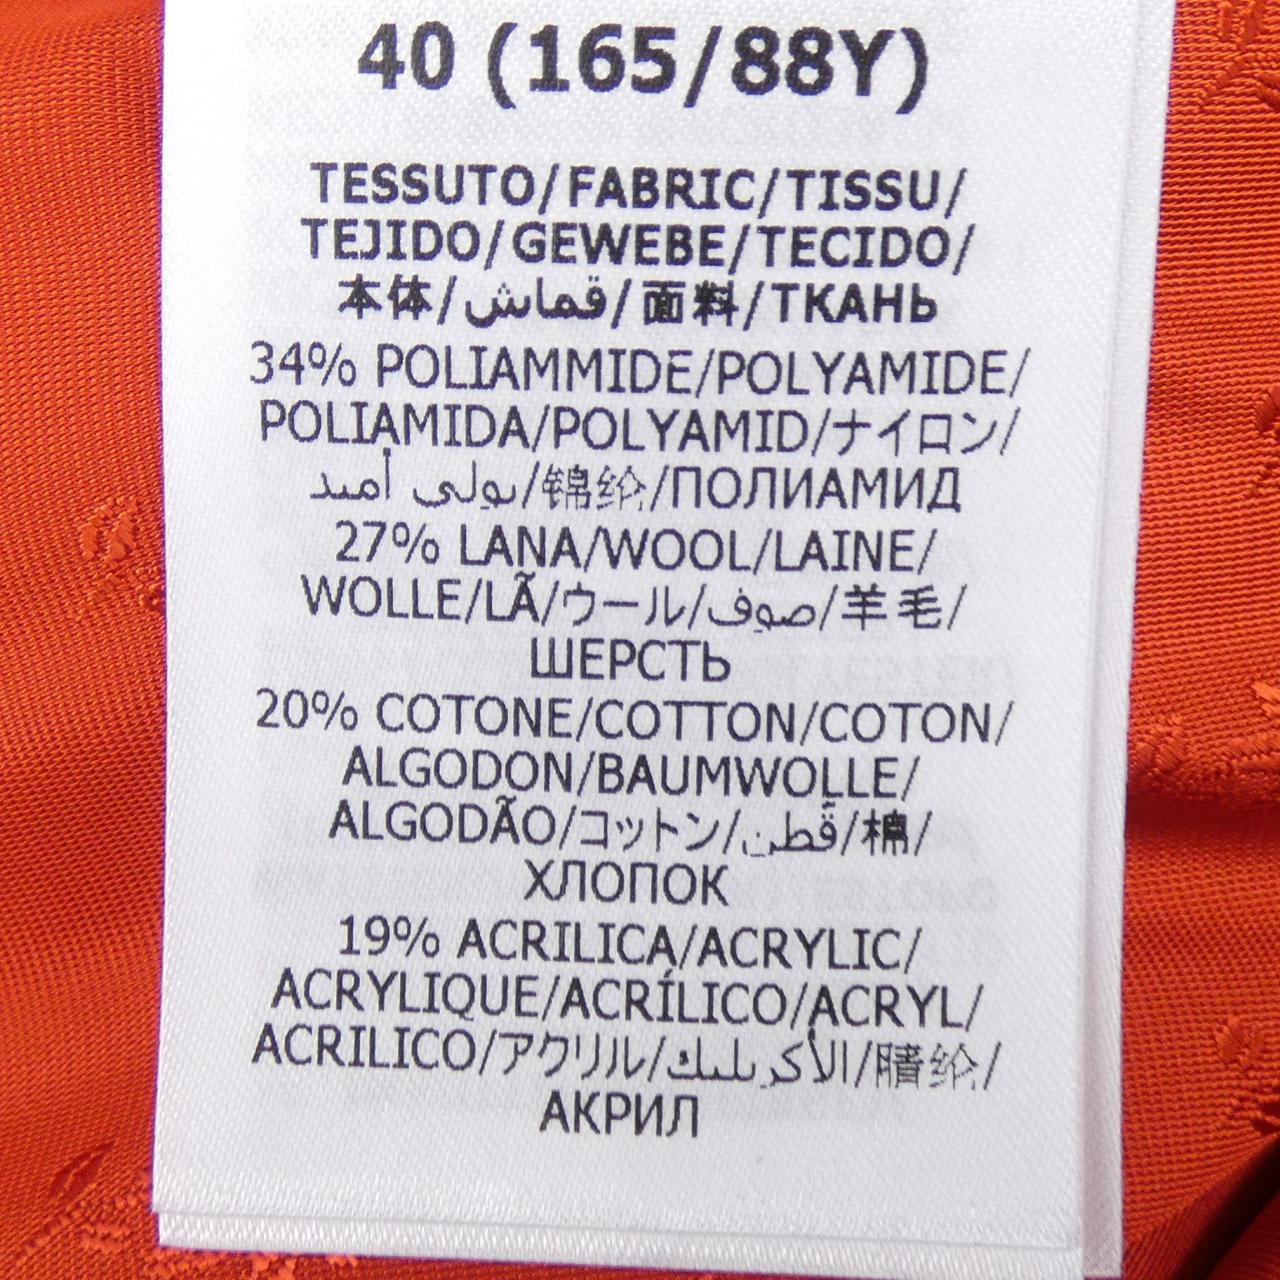 40 (165/88Y)
TESSUTO/FABRIC/TISSU/
TEJIDO/GEWEBE/TECIDO/
本体/قماش/面料/ТКАНЬ
34% POLIAMMIDE/POLYAMIDE/
POLIAMIDA/POLYAMID/ナイロン/
بولي أميد/锦纶/ПОЛИАМИД
27% LANA/WOOL/LAINE/
WOLLE/LÃ/ウール/صوف/羊毛/
ШЕРСТЬ
20% COTONE/COTTON/COTON/
ALGODON/BAUMWOLLE/
ALGODÃO/コットン/قطن/棉/
ХЛОПОК
19% ACRILICA/ACRYLIC/
ACRYLIQUE/ACRÍLICO/ACRYL/
ACRILICO/アクリル/الأكريليك/腈纶/
АКРИЛ